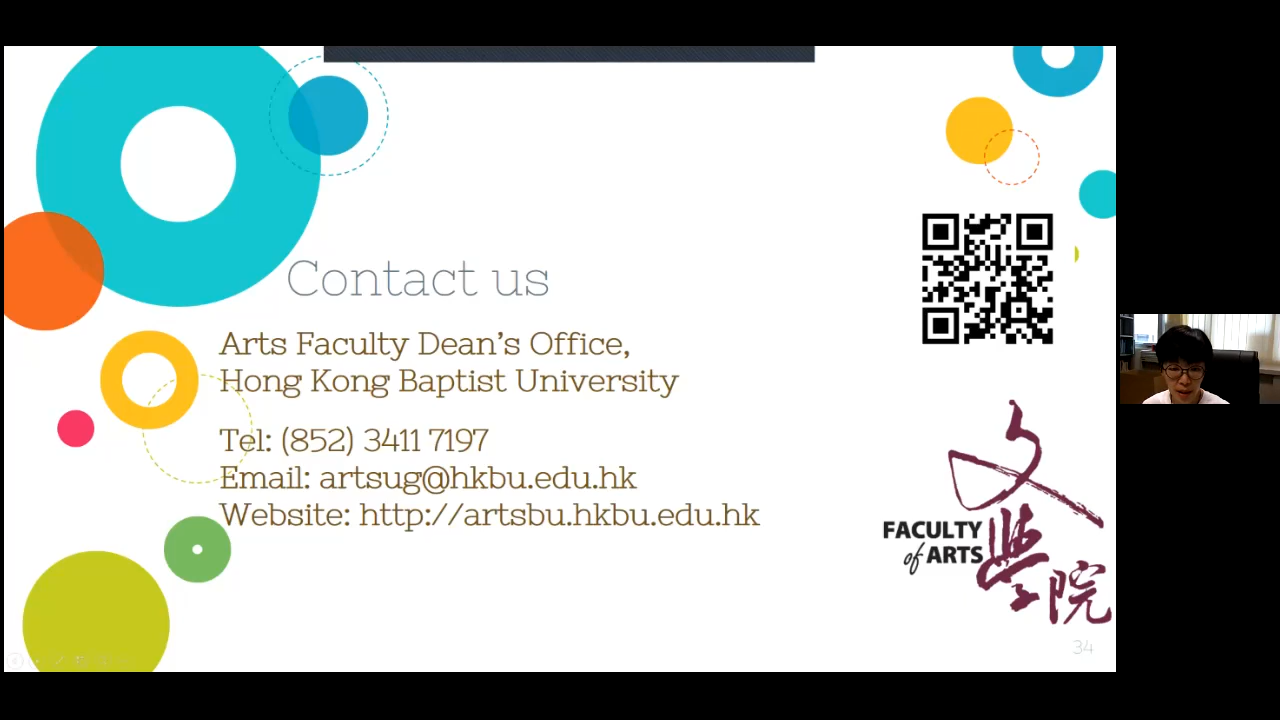 Contact us
Arts Faculty Dean's Office,
Hong Kong Baptist University
Tel: (852) 3411 7197
Email: artsug@hkbu.edu.hk
Website: http://artsbu.hkbu.edu.hk
FACULTY
of ARTS
文學院
34